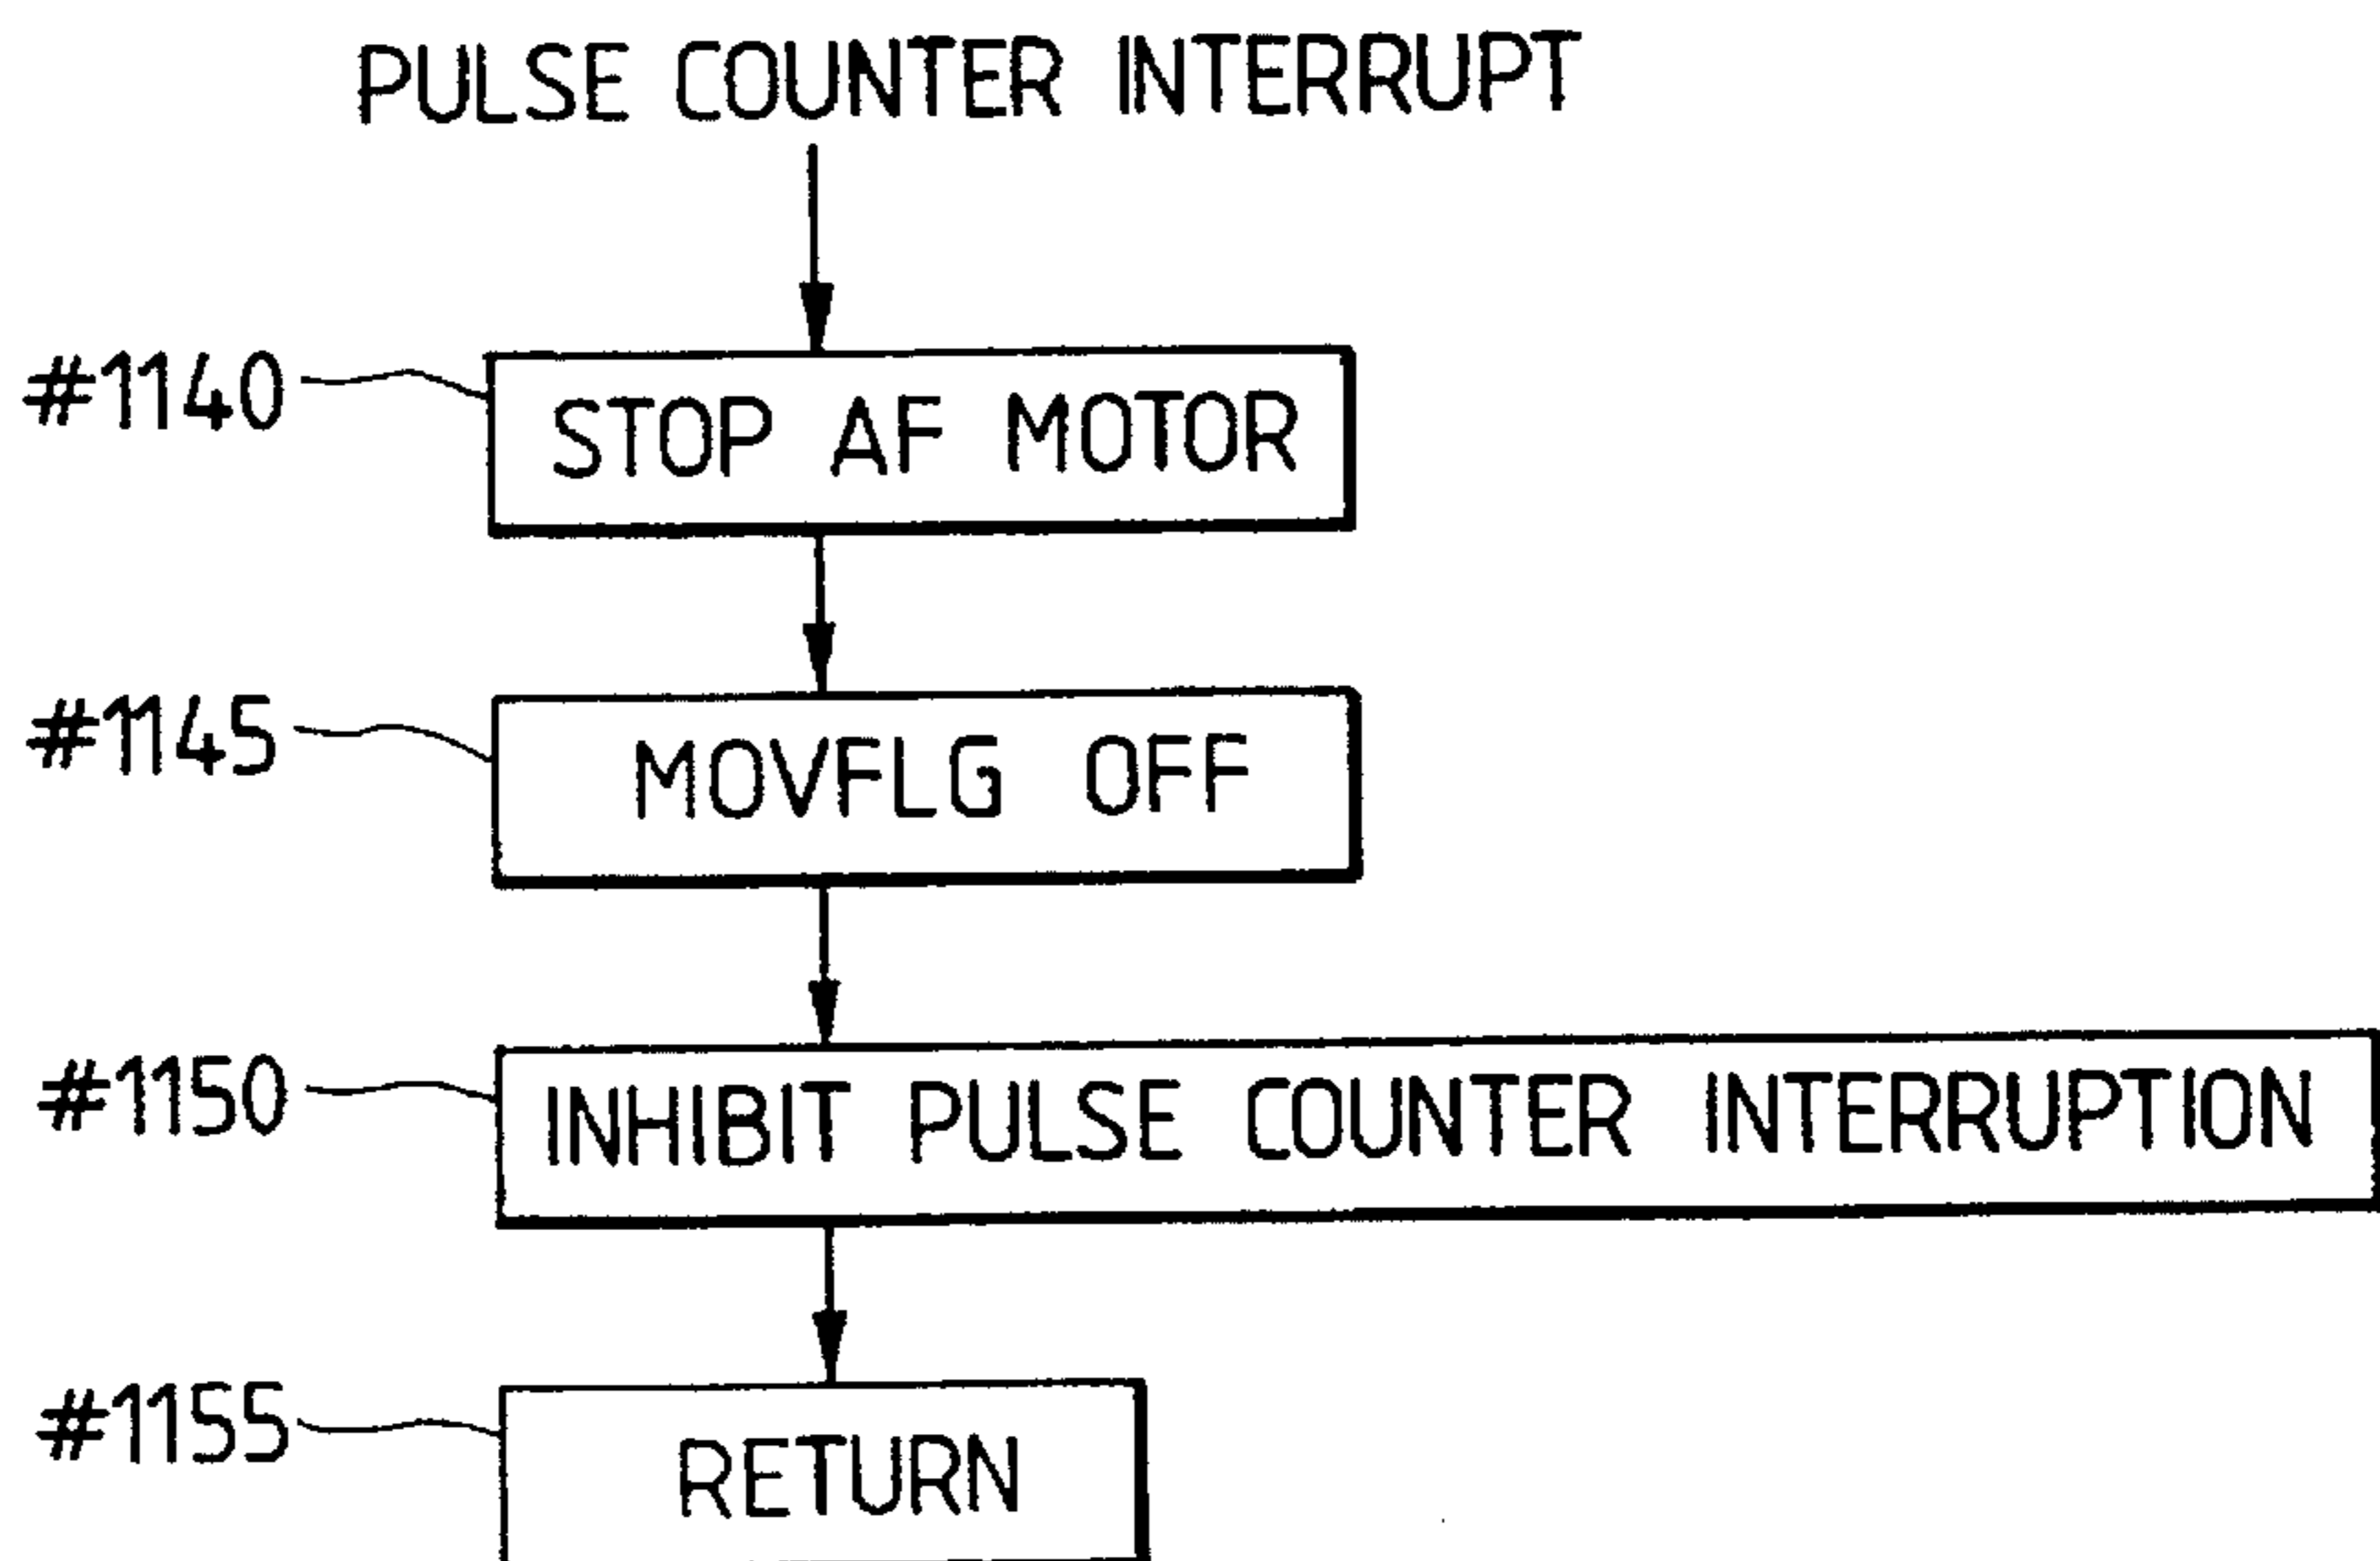 PULSE COUNTER INTERRUPT
#1140
STOP AF MOTOR
#1145
MOVFLG OFF
#1150
INHIBIT PULSE COUNTER INTERRUPTION
#1155
RETURN